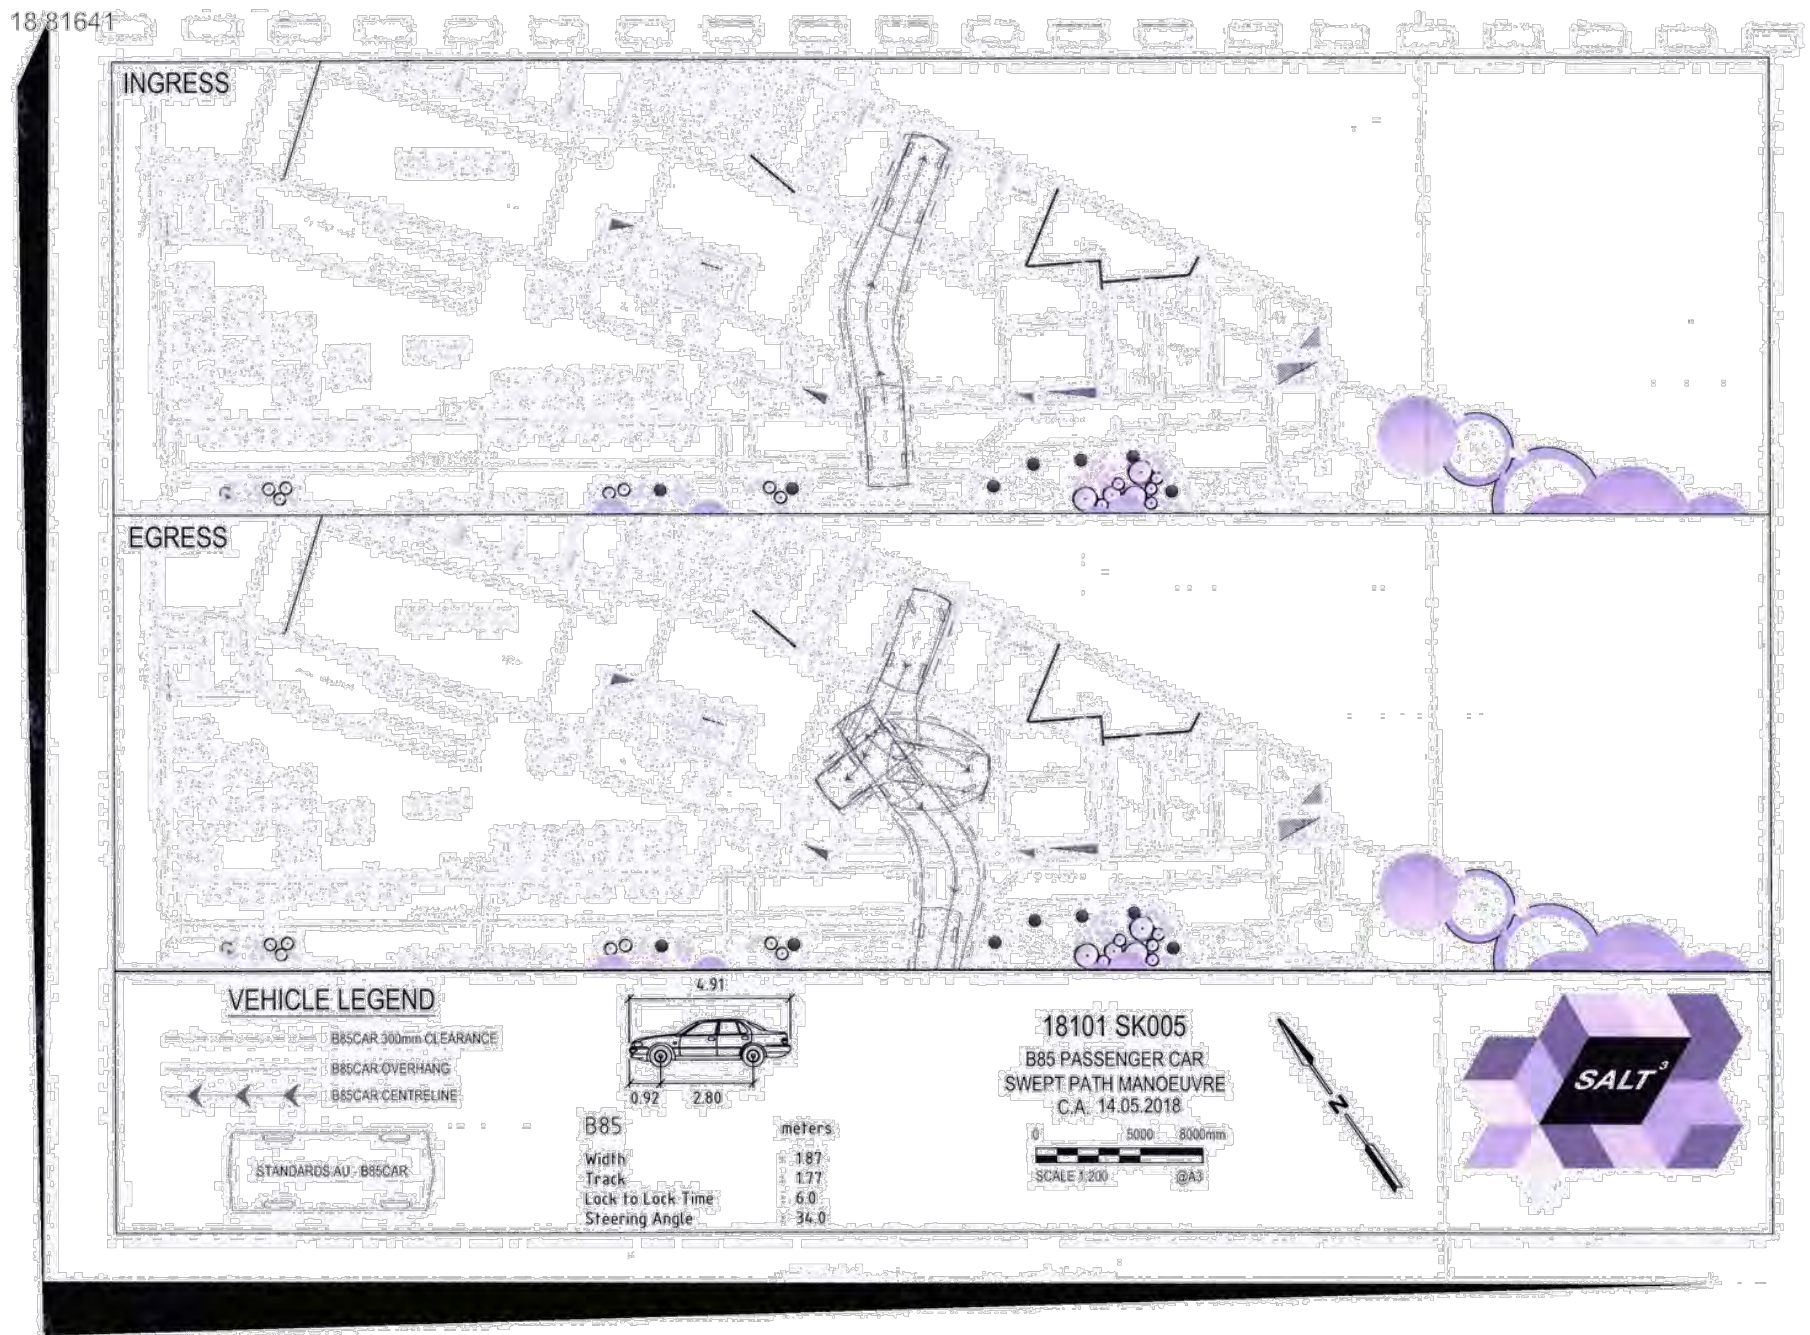 18/81641
INGRESS
EGRESS
VEHICLE LEGEND
B85CAR 300mm CLEARANCE
B85CAR OVERHANG
B85CAR CENTRELINE
STANDARDS AU - B85CAR
4.91
0.92 2.80
B85 meters
Width 1.87
Track 1.77
Lock to Lock Time 6.0
Steering Angle 34.0
18101 SK005
B85 PASSENGER CAR
SWEPT PATH MANOEUVRE
C.A. 14.05.2018
0 5000 8000mm
SCALE 1:200 @A3
N
SALT³